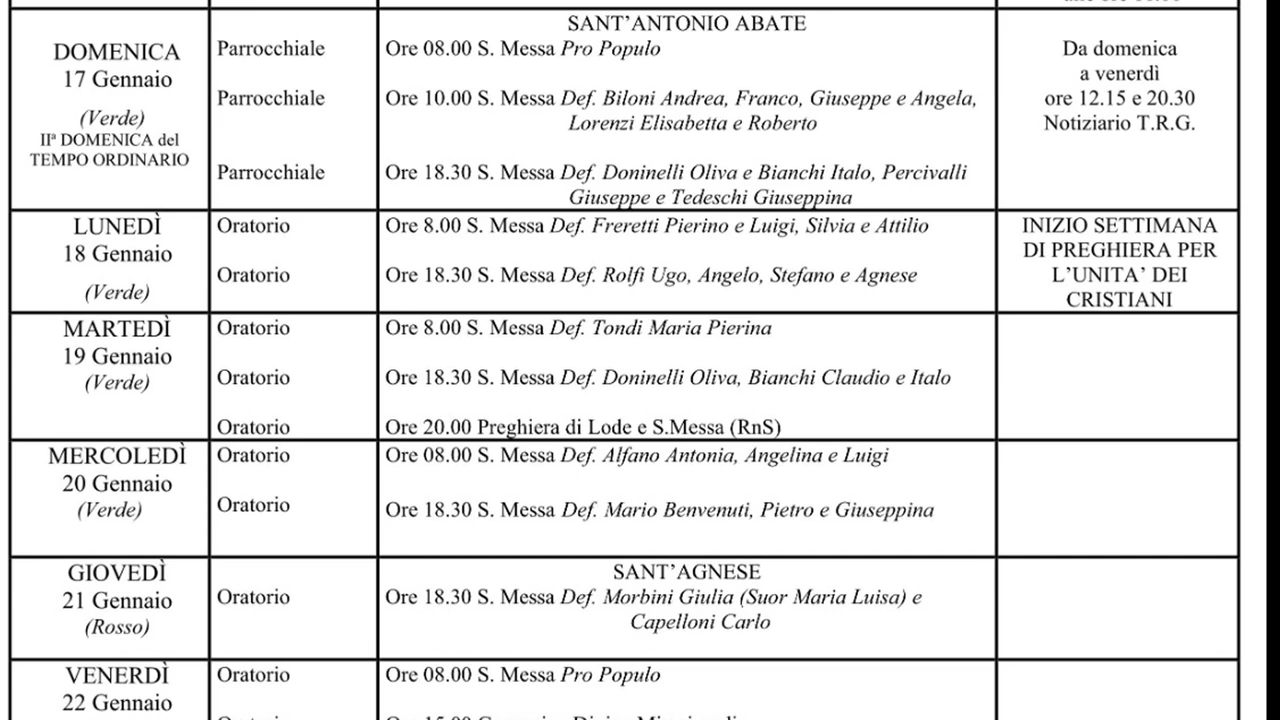 SANT’ANTONIO ABATE
DOMENICA
17 Gennaio
(Verde)
IIª DOMENICA del
TEMPO ORDINARIO
Parrocchiale
Ore 08.00 S. Messa Pro Populo
Parrocchiale
Ore 10.00 S. Messa Def. Biloni Andrea, Franco, Giuseppe e Angela,
Lorenzi Elisabetta e Roberto
Parrocchiale
Ore 18.30 S. Messa Def. Doninelli Oliva e Bianchi Italo, Percivalli
Giuseppe e Tedeschi Giuseppina
Da domenica
a venerdì
ore 12.15 e 20.30
Notiziario T.R.G.
LUNEDÌ
18 Gennaio
(Verde)
Oratorio
Ore 8.00 S. Messa Def. Freretti Pierino e Luigi, Silvia e Attilio
Oratorio
Ore 18.30 S. Messa Def. Rolfi Ugo, Angelo, Stefano e Agnese
INIZIO SETTIMANA
DI PREGHIERA PER
L’UNITA’ DEI
CRISTIANI
MARTEDÌ
19 Gennaio
(Verde)
Oratorio
Ore 8.00 S. Messa Def. Tondi Maria Pierina
Oratorio
Ore 18.30 S. Messa Def. Doninelli Oliva, Bianchi Claudio e Italo
Oratorio
Ore 20.00 Preghiera di Lode e S.Messa (RnS)
MERCOLEDÌ
20 Gennaio
(Verde)
Oratorio
Ore 08.00 S. Messa Def. Alfano Antonia, Angelina e Luigi
Oratorio
Ore 18.30 S. Messa Def. Mario Benvenuti, Pietro e Giuseppina
GIOVEDÌ
21 Gennaio
(Rosso)
SANT’AGNESE
Oratorio
Ore 18.30 S. Messa Def. Morbini Giulia (Suor Maria Luisa) e
Capelloni Carlo
VENERDÌ
22 Gennaio
Oratorio
Ore 08.00 S. Messa Pro Populo